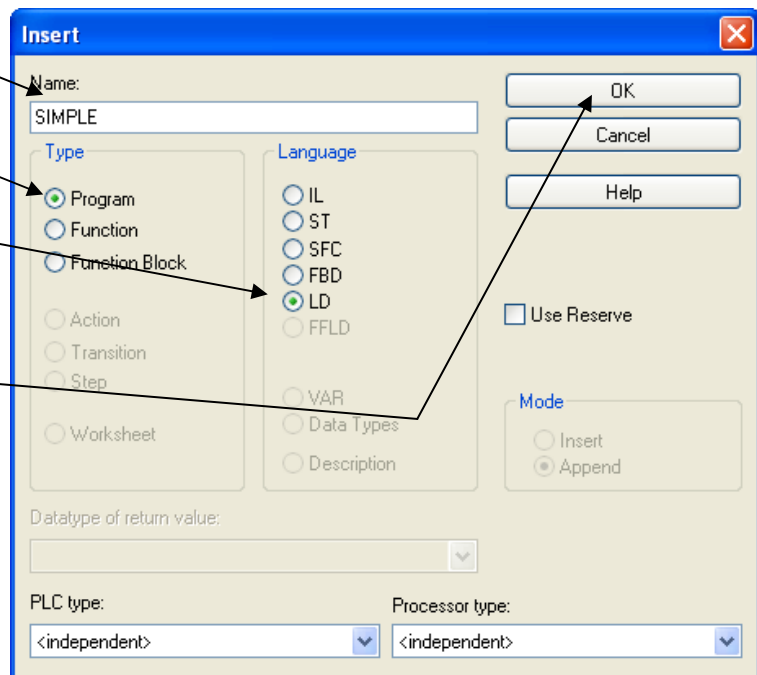 Insert
Name:
SIMPLE
OK
Cancel
Help
Type
Program
Function
Function Block
Action
Transition
Step
Worksheet
Language
IL
ST
SFC
FBD
LD
FFLD
VAR
Data Types
Description
Use Reserve
Mode
Insert
Append
Datatype of return value:
PLC type:
<independent>
Processor type:
<independent>